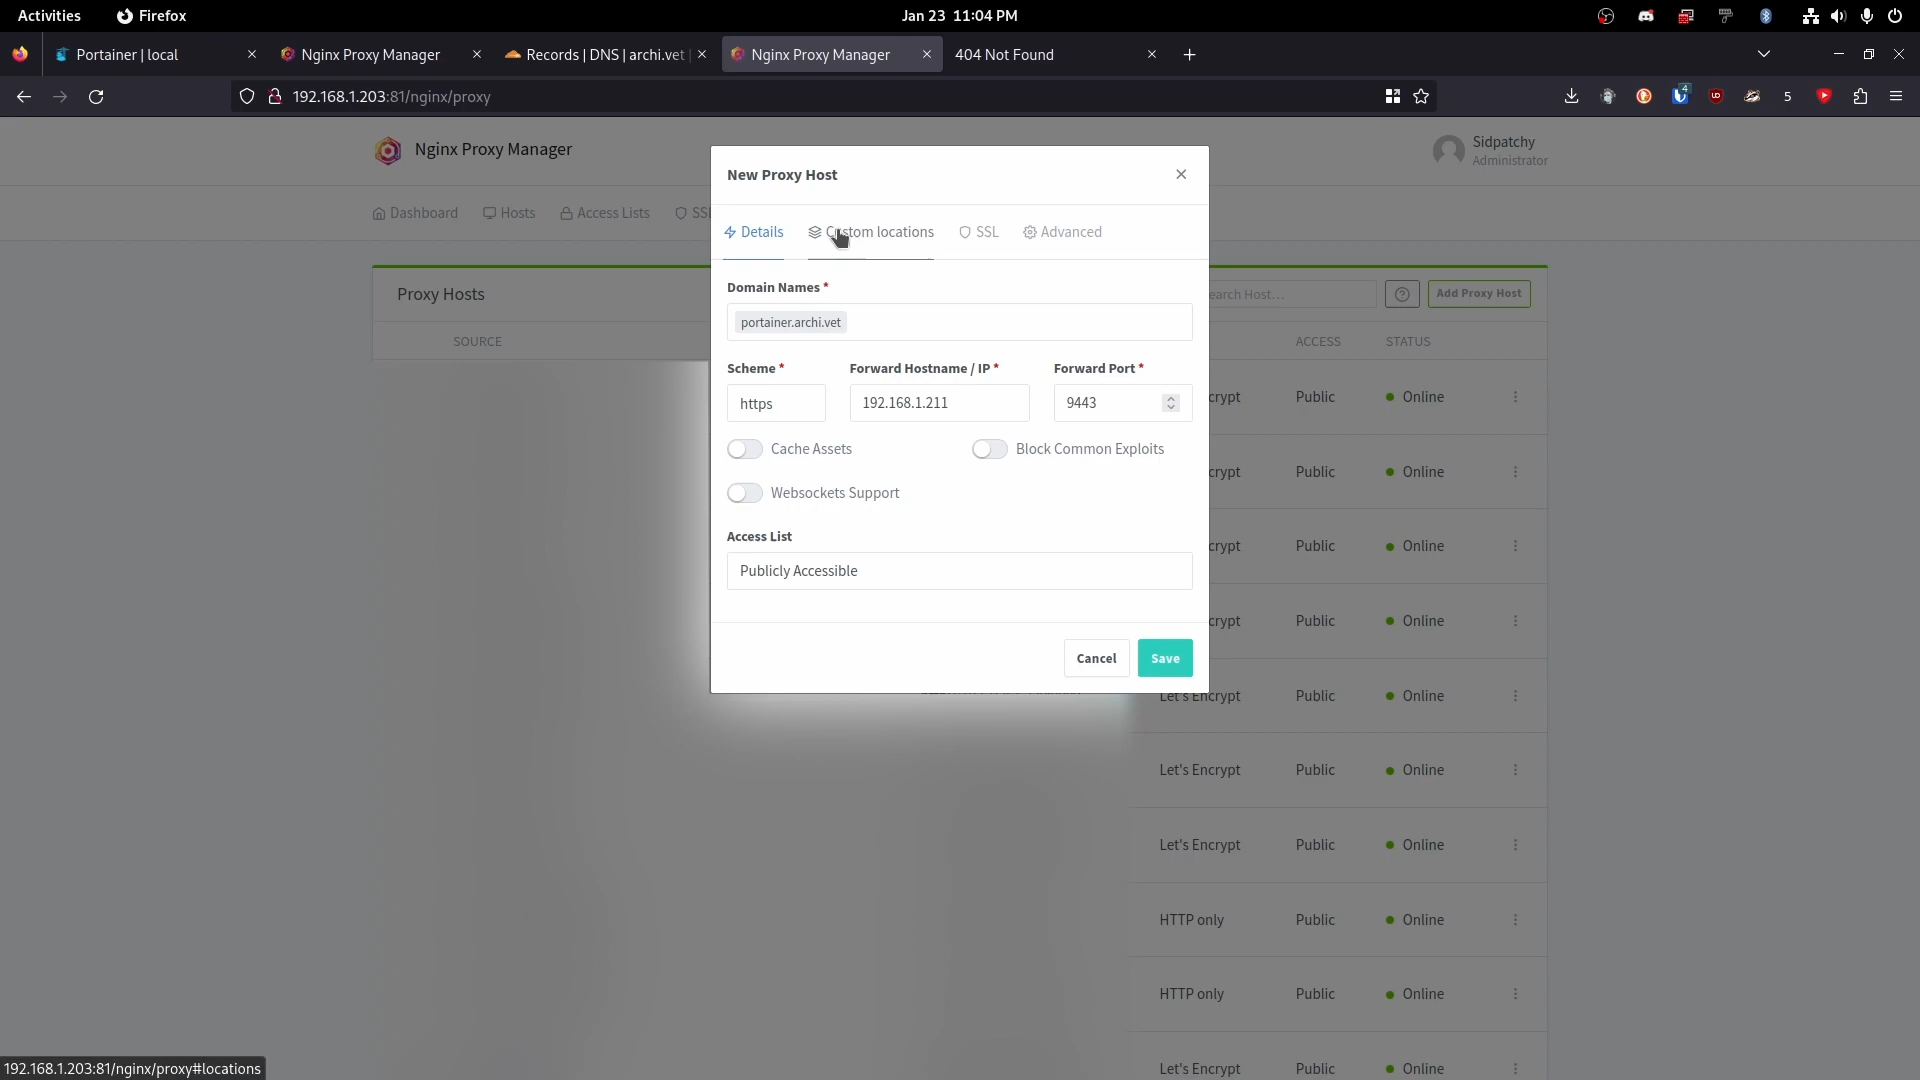 Activities Firefox Jan 23 11:04 PM
Portainer | local Nginx Proxy Manager Records | DNS | archi.vet Nginx Proxy Manager 404 Not Found
192.168.1.203:81/nginx/proxy 4 5
Nginx Proxy Manager Sidpatchy
Administrator
Dashboard Hosts Access Lists SSL
New Proxy Host
Details Custom locations SSL Advanced
Proxy Hosts earch Host... Add Proxy Host
SOURCE ACCESS STATUS
Domain Names *
portainer.archi.vet
Scheme * Forward Hostname / IP * Forward Port *
https 192.168.1.211 9443
Cache Assets Block Common Exploits
Websockets Support
Access List
Publicly Accessible
Cancel Save
crypt Public Online
crypt Public Online
crypt Public Online
crypt Public Online
Let's Encrypt Public Online
Let's Encrypt Public Online
Let's Encrypt Public Online
HTTP only Public Online
HTTP only Public Online
Let's Encrypt Public Online
192.168.1.203:81/nginx/proxy#locations